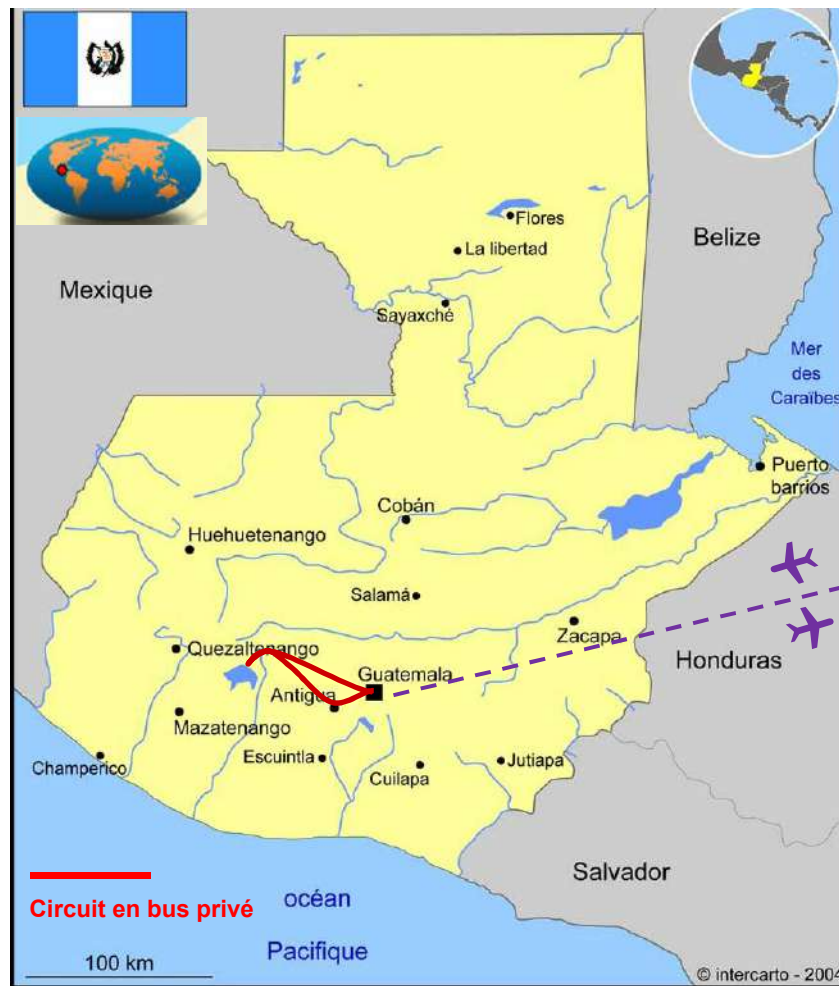 Flores
Belize
La libertad
Mexique
Sayaxché
Mer
des
Caraïbes
Puerto
barrios
Cobán
Huehuetenango
Salamá
Zacapa
Quezaltenango
Honduras
Guatemala
Antigua
Mazatenango
Escuintla
Jutiapa
Champerico
Cuilapa
Salvador
Circuit en bus privé
océan
Pacifique
100 km
© intercarto - 2004